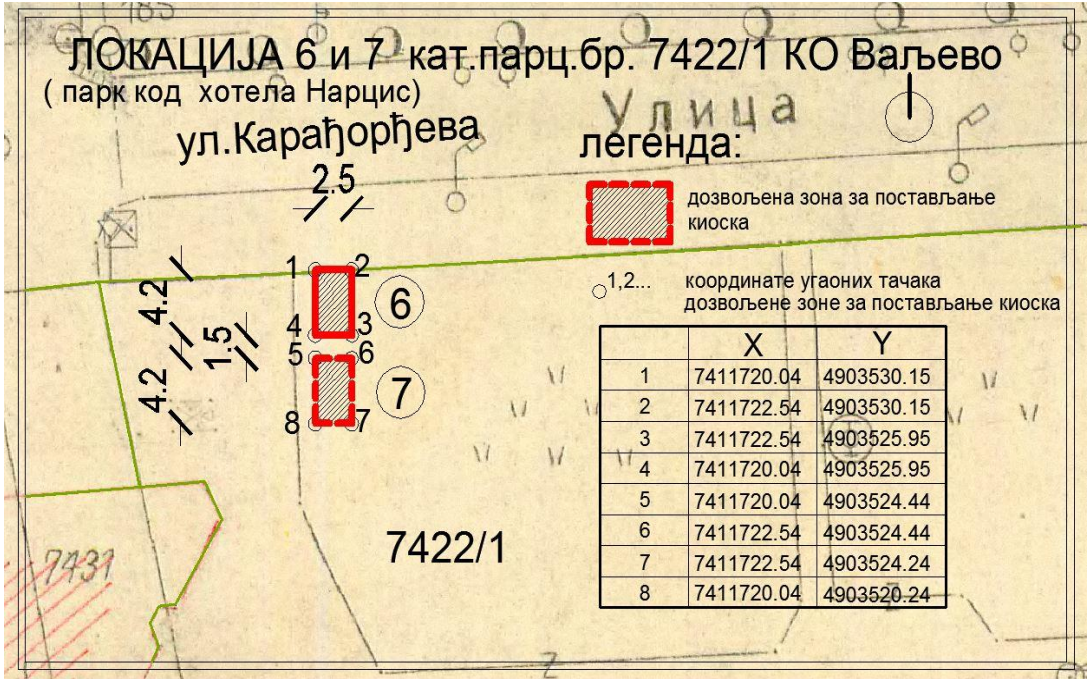 1185
ЛОКАЦИЈА 6 и 7 кат.парц.бр. 7422/1 КО Ваљево
( парк код хотела Нарцис)
ул.Карађорђева
Улица
легенда:
2.5
дозвољена зона за постављање
киоска
1,2...
координате угаоних тачака
дозвољене зоне за постављање киоска
1 2
4.2
6
4 3
1.5
5 6
4.2
7
8 7
X Y
1 7411720.04 4903530.15
2 7411722.54 4903530.15
3 7411722.54 4903525.95
4 7411720.04 4903525.95
5 7411720.04 4903524.44
6 7411722.54 4903524.44
7 7411722.54 4903524.24
8 7411720.04 4903520.24
7422/1
7431